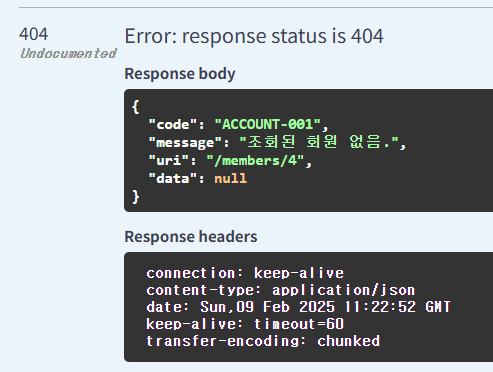 404
Undocumented
Error: response status is 404
Response body
{
  "code": "ACCOUNT-001",
  "message": "조회된 회원 없음.",
  "uri": "/members/4",
  "data": null
}
Response headers
connection: keep-alive
content-type: application/json
date: Sun,09 Feb 2025 11:22:52 GMT
keep-alive: timeout=60
transfer-encoding: chunked